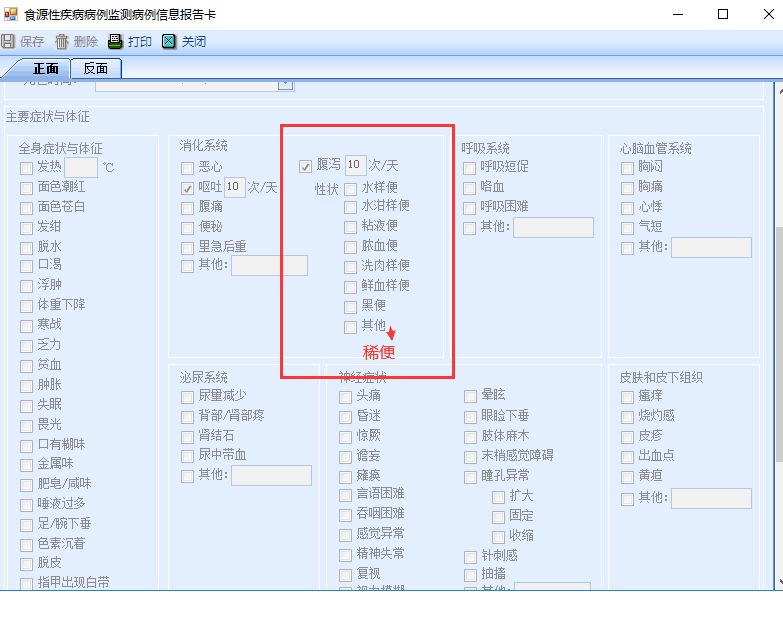 食源性疾病病例监测病例信息报告卡
保存 删除 打印 关闭
正面 反面
主要症状与体征
全身症状与体征
发热 ℃
面色潮红
面色苍白
发绀
脱水
口渴
浮肿
体重下降
寒战
乏力
贫血
肿胀
失眠
畏光
口有糊味
金属味
肥皂/咸味
唾液过多
足/腕下垂
色素沉着
脱皮
指甲出现白带
消化系统
恶心
呕吐 10 次/天
腹痛
便秘
里急后重
其他:
腹泻 10 次/天
性状 水样便
水泔样便
粘液便
脓血便
洗肉样便
鲜血样便
黑便
其他
稀便
呼吸系统
呼吸短促
咯血
呼吸困难
其他:
心脑血管系统
胸闷
胸痛
心悸
气短
其他:
泌尿系统
尿量减少
背部/肾部疼
肾结石
尿中带血
其他:
神经症状
头痛
昏迷
惊厥
谵妄
瘫痪
言语困难
吞咽困难
感觉异常
精神失常
复视
视力模糊
晕眩
眼睑下垂
肢体麻木
末梢感觉障碍
瞳孔异常
扩大
固定
收缩
针刺感
抽搐
其他:
皮肤和皮下组织
瘙痒
烧灼感
皮疹
出血点
黄疸
其他: